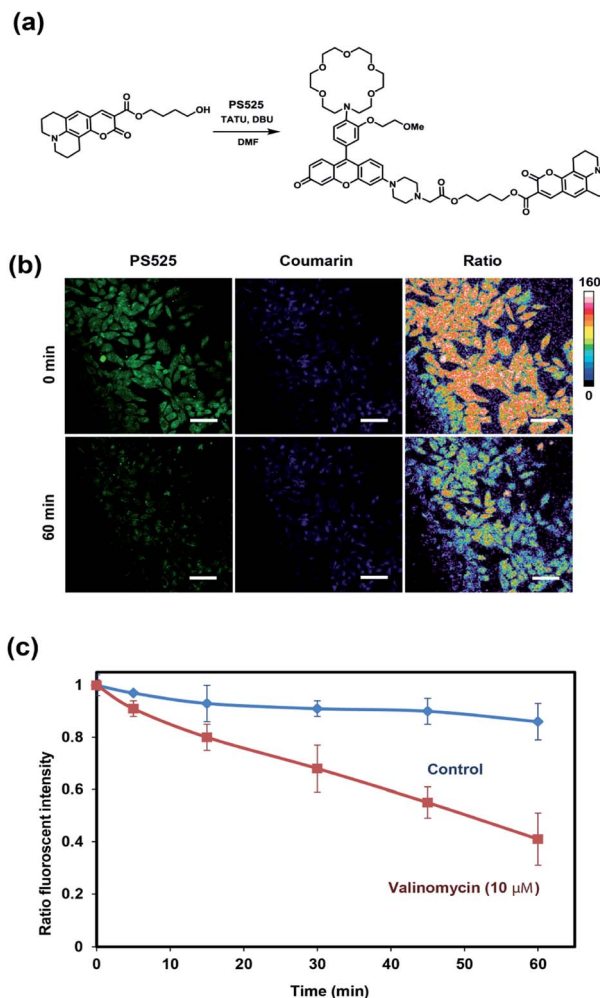 (a)
PS525
TATU, DBU
DMF
(b)
PS525 Coumarin Ratio
0 min
60 min
160
0
(c)
Ratio fluoroscent intensity
1
0.8
0.6
0.4
0.2
0
Control
Valinomycin (10 μM)
0 10 20 30 40 50 60
Time (min)